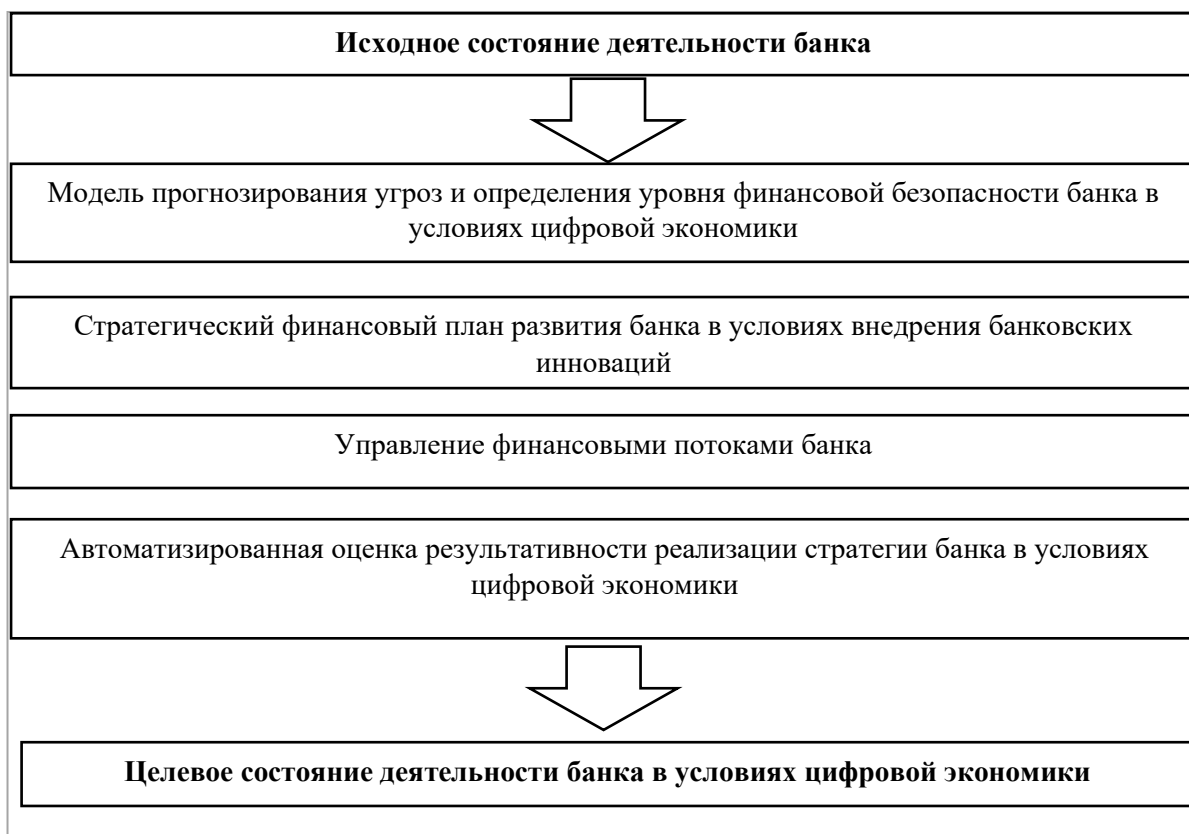 Исходное состояние деятельности банка
Модель прогнозирования угроз и определения уровня финансовой безопасности банка в
условиях цифровой экономики
Стратегический финансовый план развития банка в условиях внедрения банковских
инноваций
Управление финансовыми потоками банка
Автоматизированная оценка результативности реализации стратегии банка в условиях
цифровой экономики
Целевое состояние деятельности банка в условиях цифровой экономики